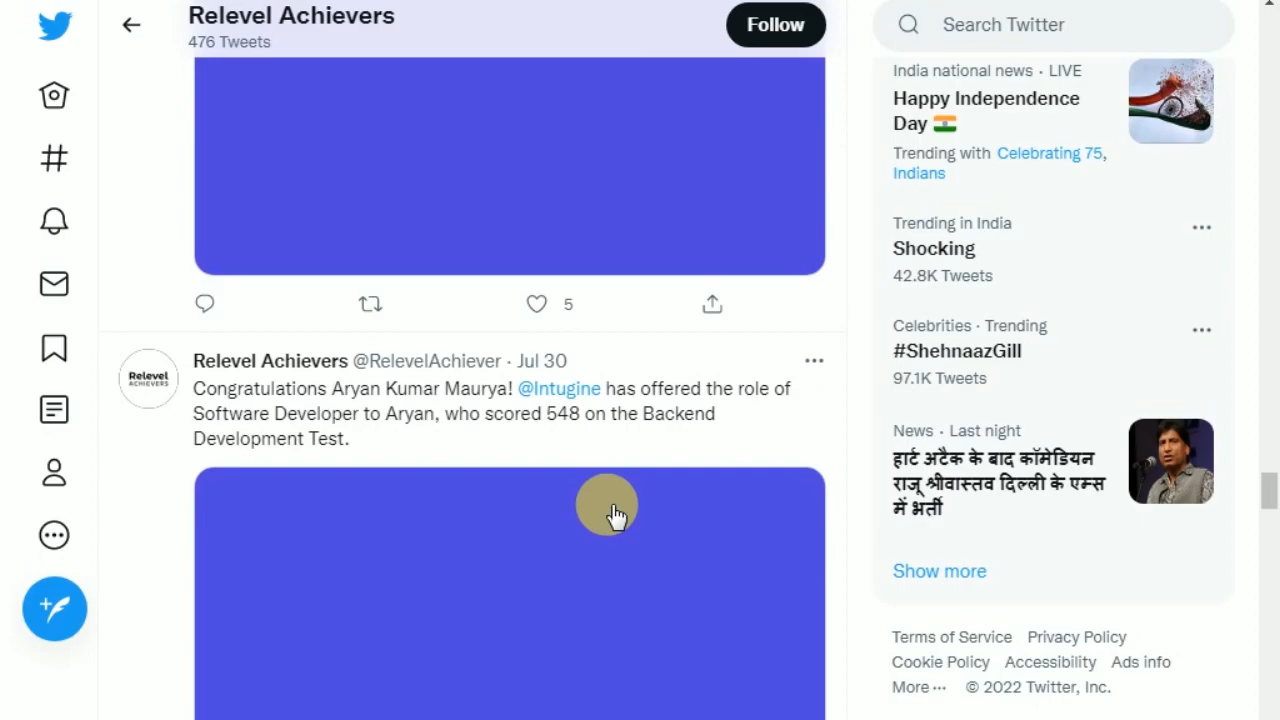 Relevel Achievers
476 Tweets
Follow
5
Relevel
ACHIEVERS
Relevel Achievers @RelevelAchiever · Jul 30
Congratulations Aryan Kumar Maurya! @Intugine has offered the role of
Software Developer to Aryan, who scored 548 on the Backend
Development Test.
Search Twitter
India national news · LIVE
Happy Independence
Day 🇮🇳
Trending with Celebrating 75,
Indians
Trending in India
Shocking
42.8K Tweets
Celebrities · Trending
#ShehnaazGill
97.1K Tweets
News · Last night
हार्ट अटैक के बाद कॉमेडियन
राजू श्रीवास्तव दिल्ली के एम्स
में भर्ती
Show more
Terms of Service Privacy Policy
Cookie Policy Accessibility Ads info
More ··· © 2022 Twitter, Inc.